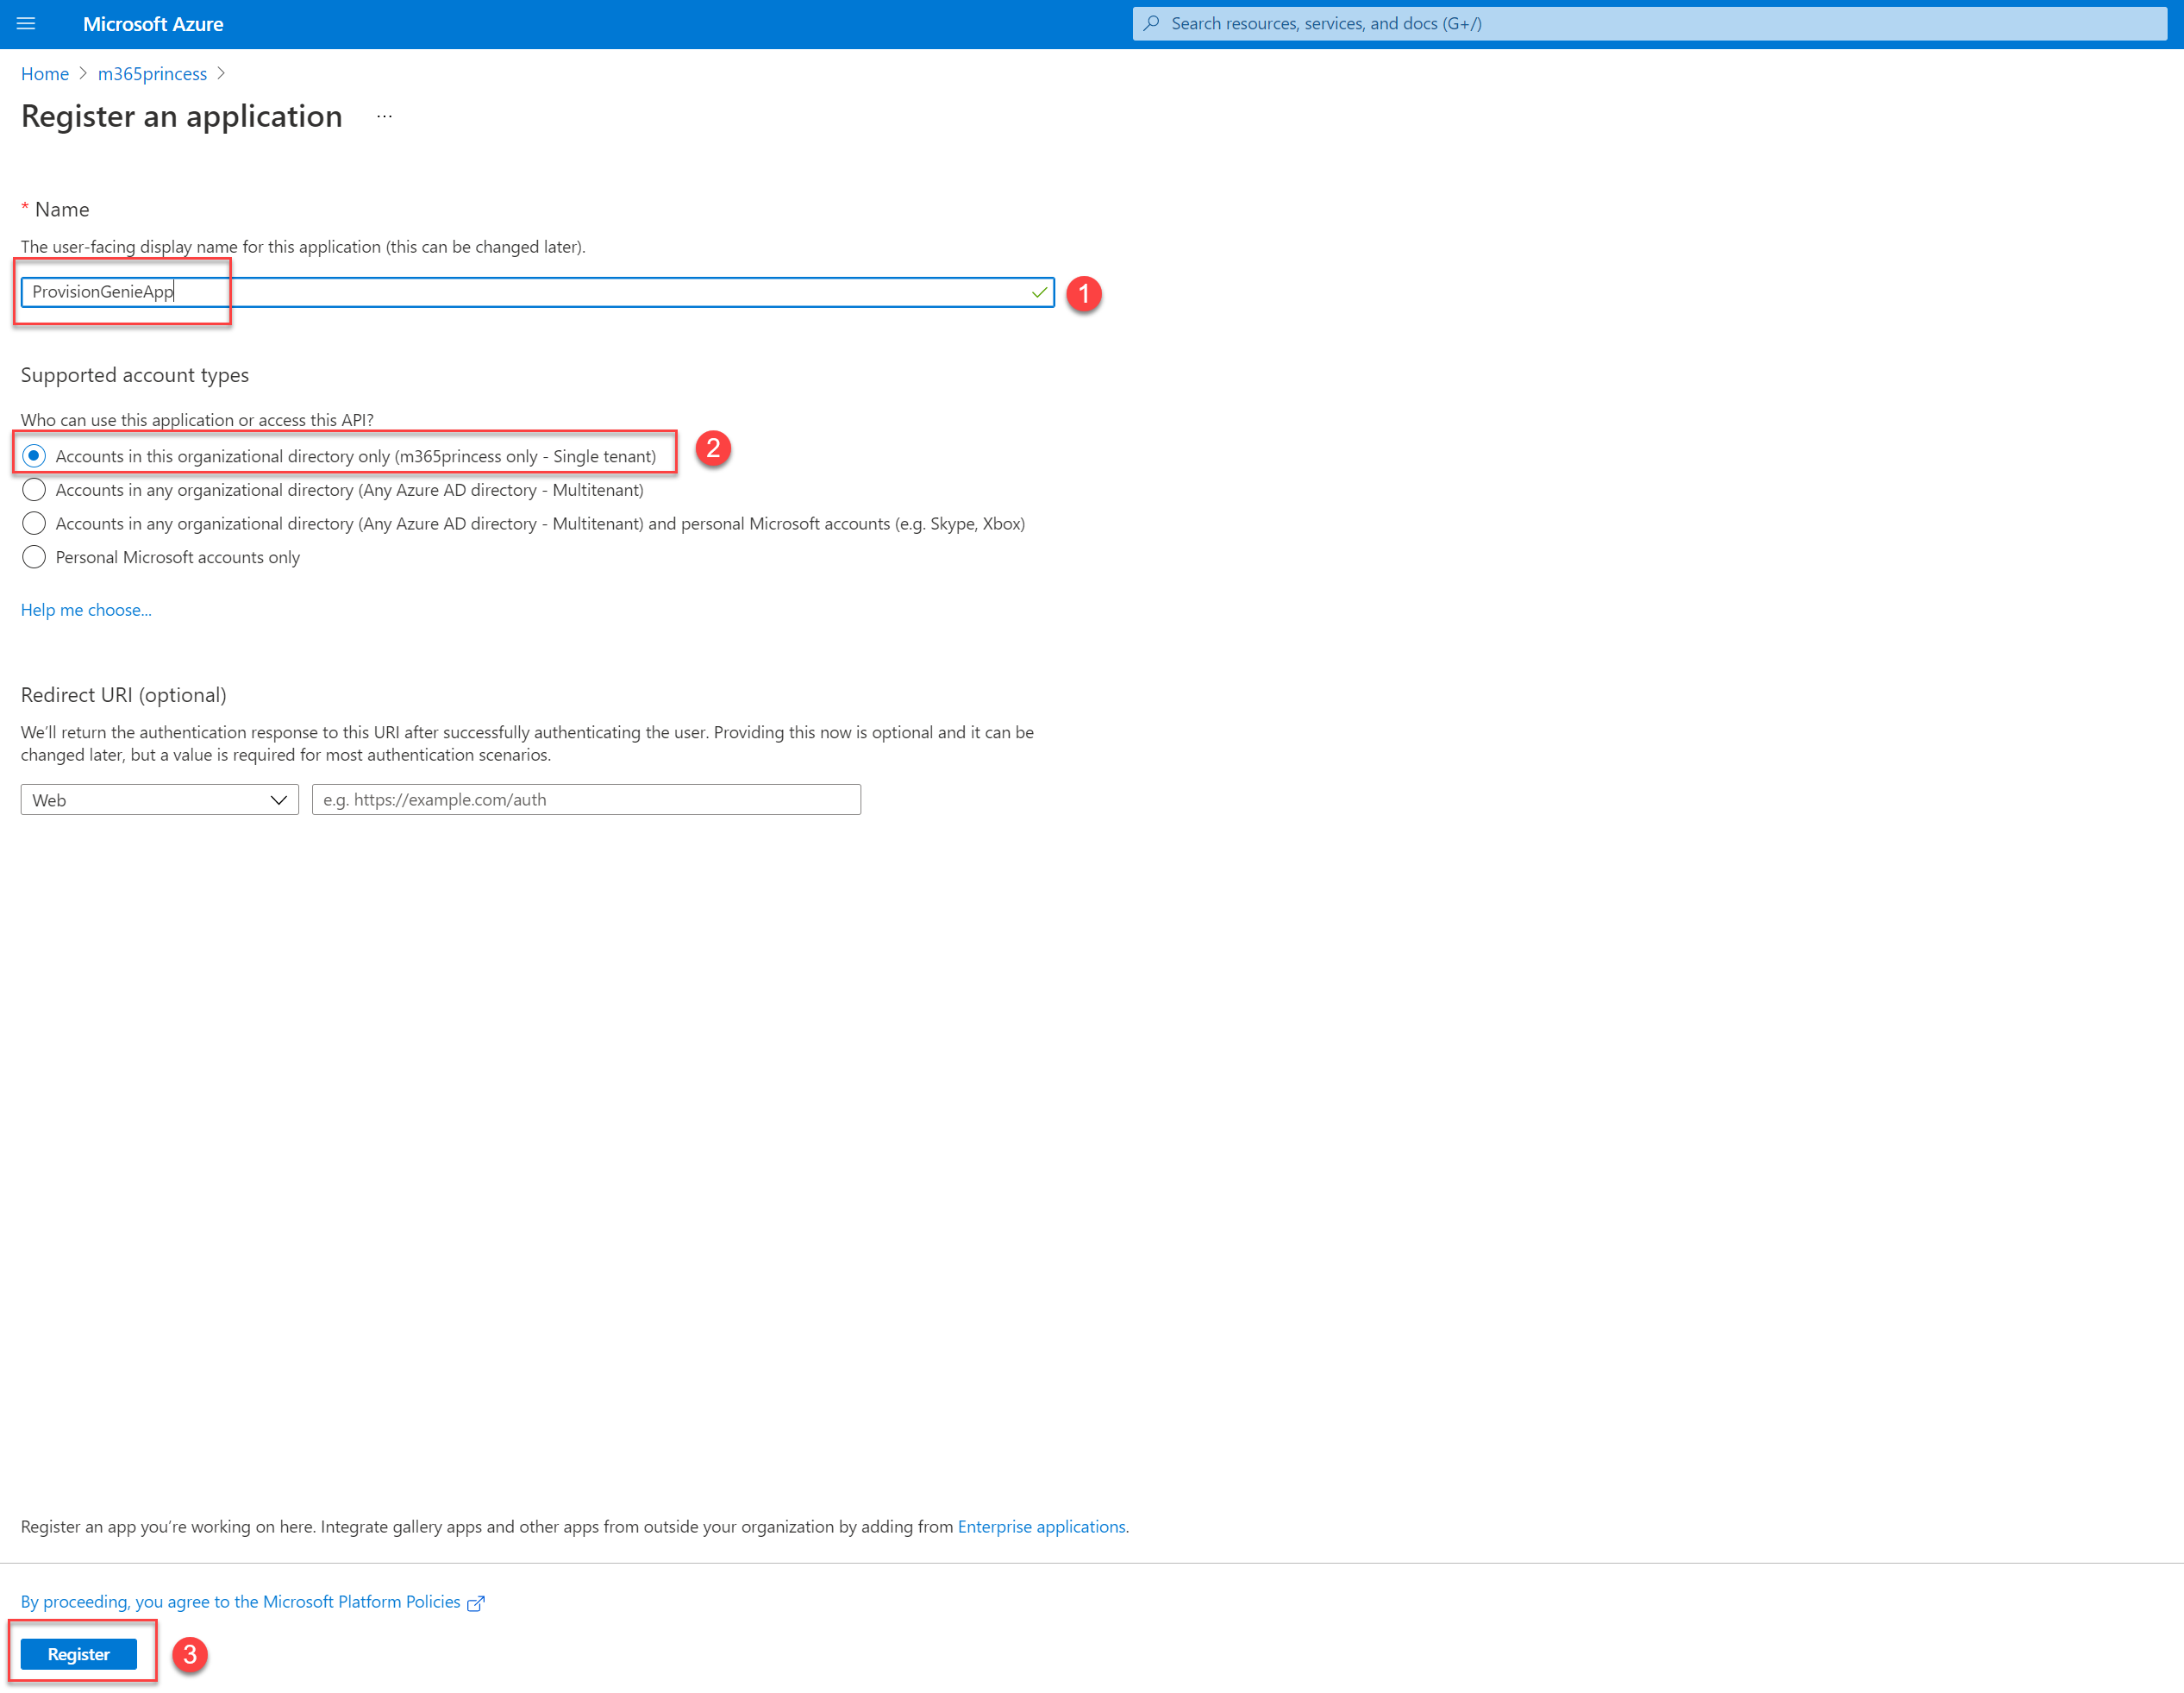 Microsoft Azure
Search resources, services, and docs (G+/)
Home > m365princess >
Register an application ...
* Name
The user-facing display name for this application (this can be changed later).
ProvisionGenieApp
1
Supported account types
Who can use this application or access this API?
Accounts in this organizational directory only (m365princess only - Single tenant)
2
Accounts in any organizational directory (Any Azure AD directory - Multitenant)
Accounts in any organizational directory (Any Azure AD directory - Multitenant) and personal Microsoft accounts (e.g. Skype, Xbox)
Personal Microsoft accounts only
Help me choose...
Redirect URI (optional)
We'll return the authentication response to this URI after successfully authenticating the user. Providing this now is optional and it can be
changed later, but a value is required for most authentication scenarios.
Web
e.g. https://example.com/auth
Register an app you're working on here. Integrate gallery apps and other apps from outside your organization by adding from Enterprise applications.
By proceeding, you agree to the Microsoft Platform Policies
Register
3